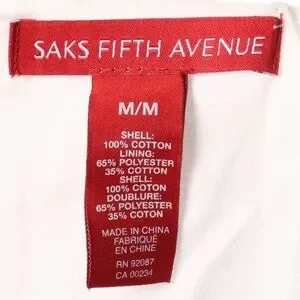 SAKS FIFTH AVENUE
M/M
SHELL:
100% COTTON
LINING:
65% POLYESTER
35% COTTON
SHELL:
100% COTON
DOUBLURE:
65% POLYESTER
35% COTON
MADE IN CHINA
FABRIQUÉ
EN CHINE
RN 92087
CA 00234